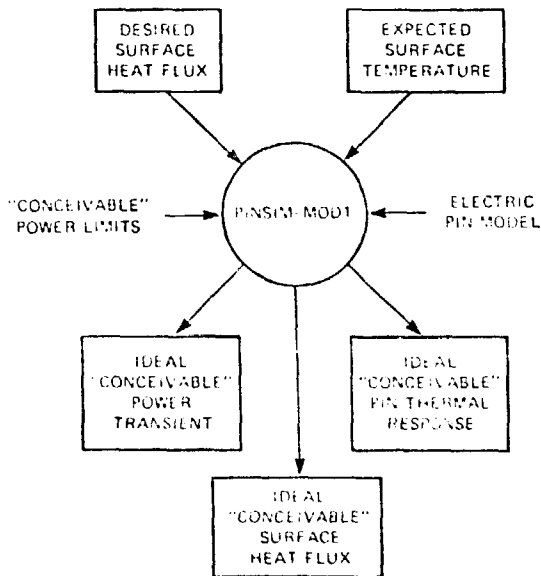 DESIRED
SURFACE
HEAT FLUX
EXPECTED
SURFACE
TEMPERATURE
"CONCEIVABLE"
POWER LIMITS
PINSIM-MOD1
ELECTRIC
PIN MODEL
IDEAL
"CONCEIVABLE"
POWER
TRANSIENT
IDEAL
"CONCEIVABLE"
PIN THERMAL
RESPONSE
IDEAL
"CONCEIVABLE"
SURFACE
HEAT FLUX